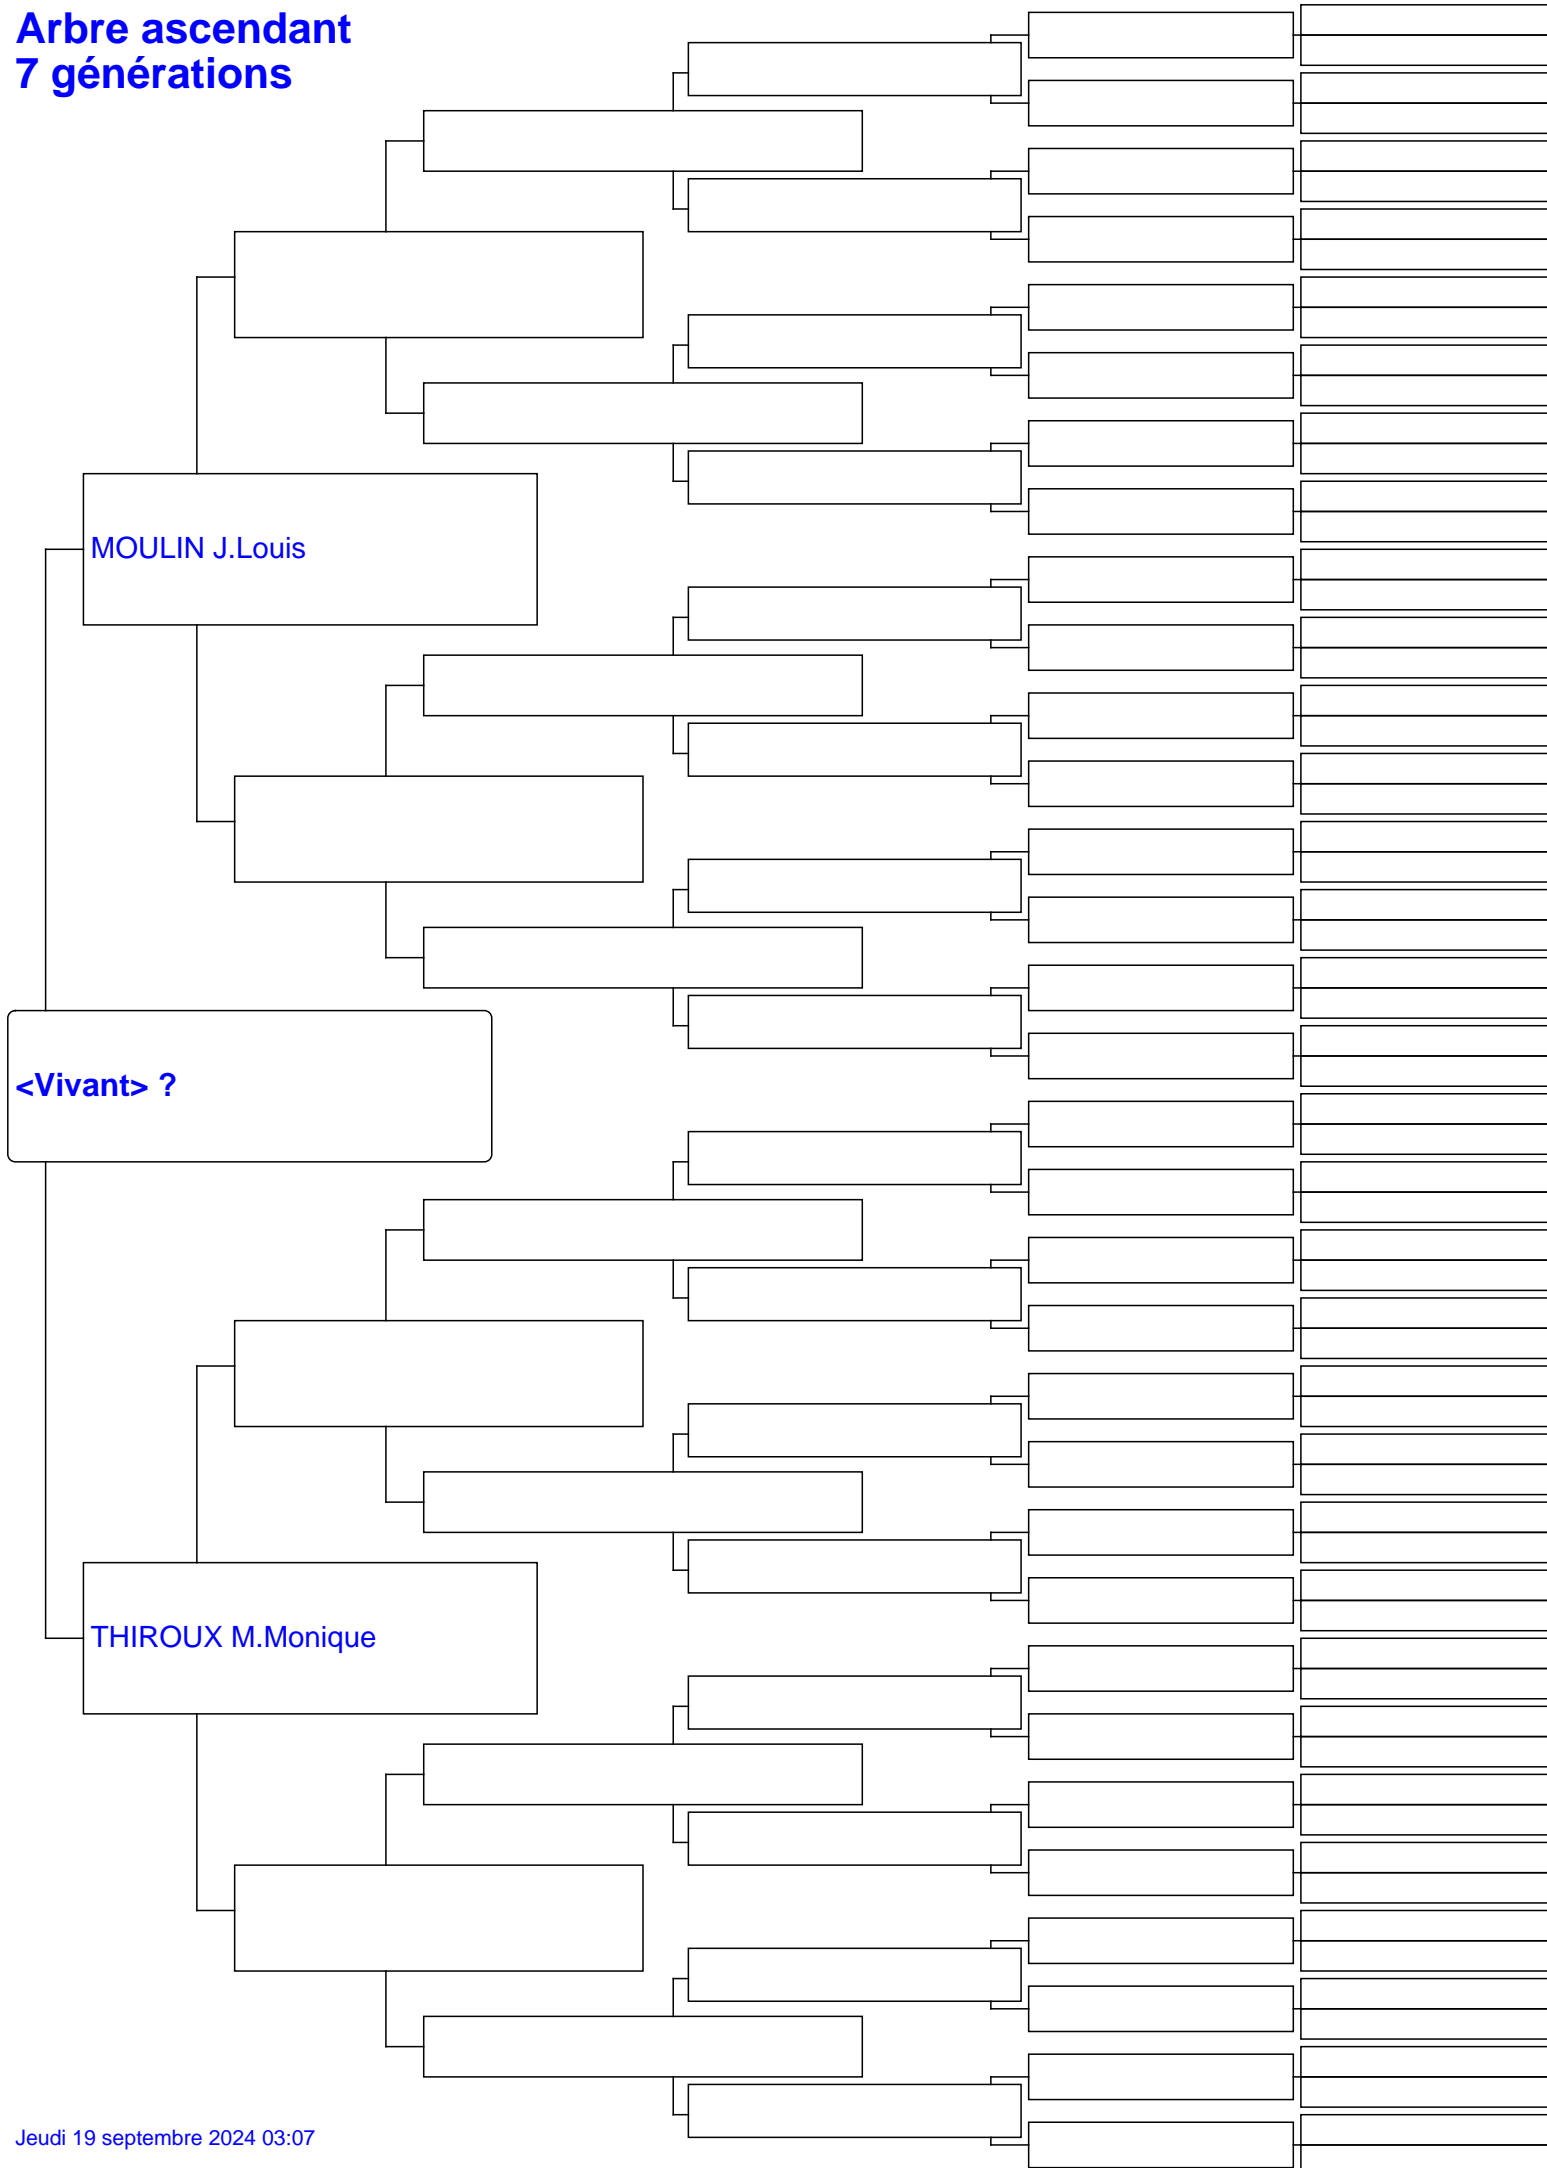 Arbre ascendant
7 générations
MOULIN J.Louis
<Vivant> ?
THIROUX M.Monique
Jeudi 19 septembre 2024 03:07